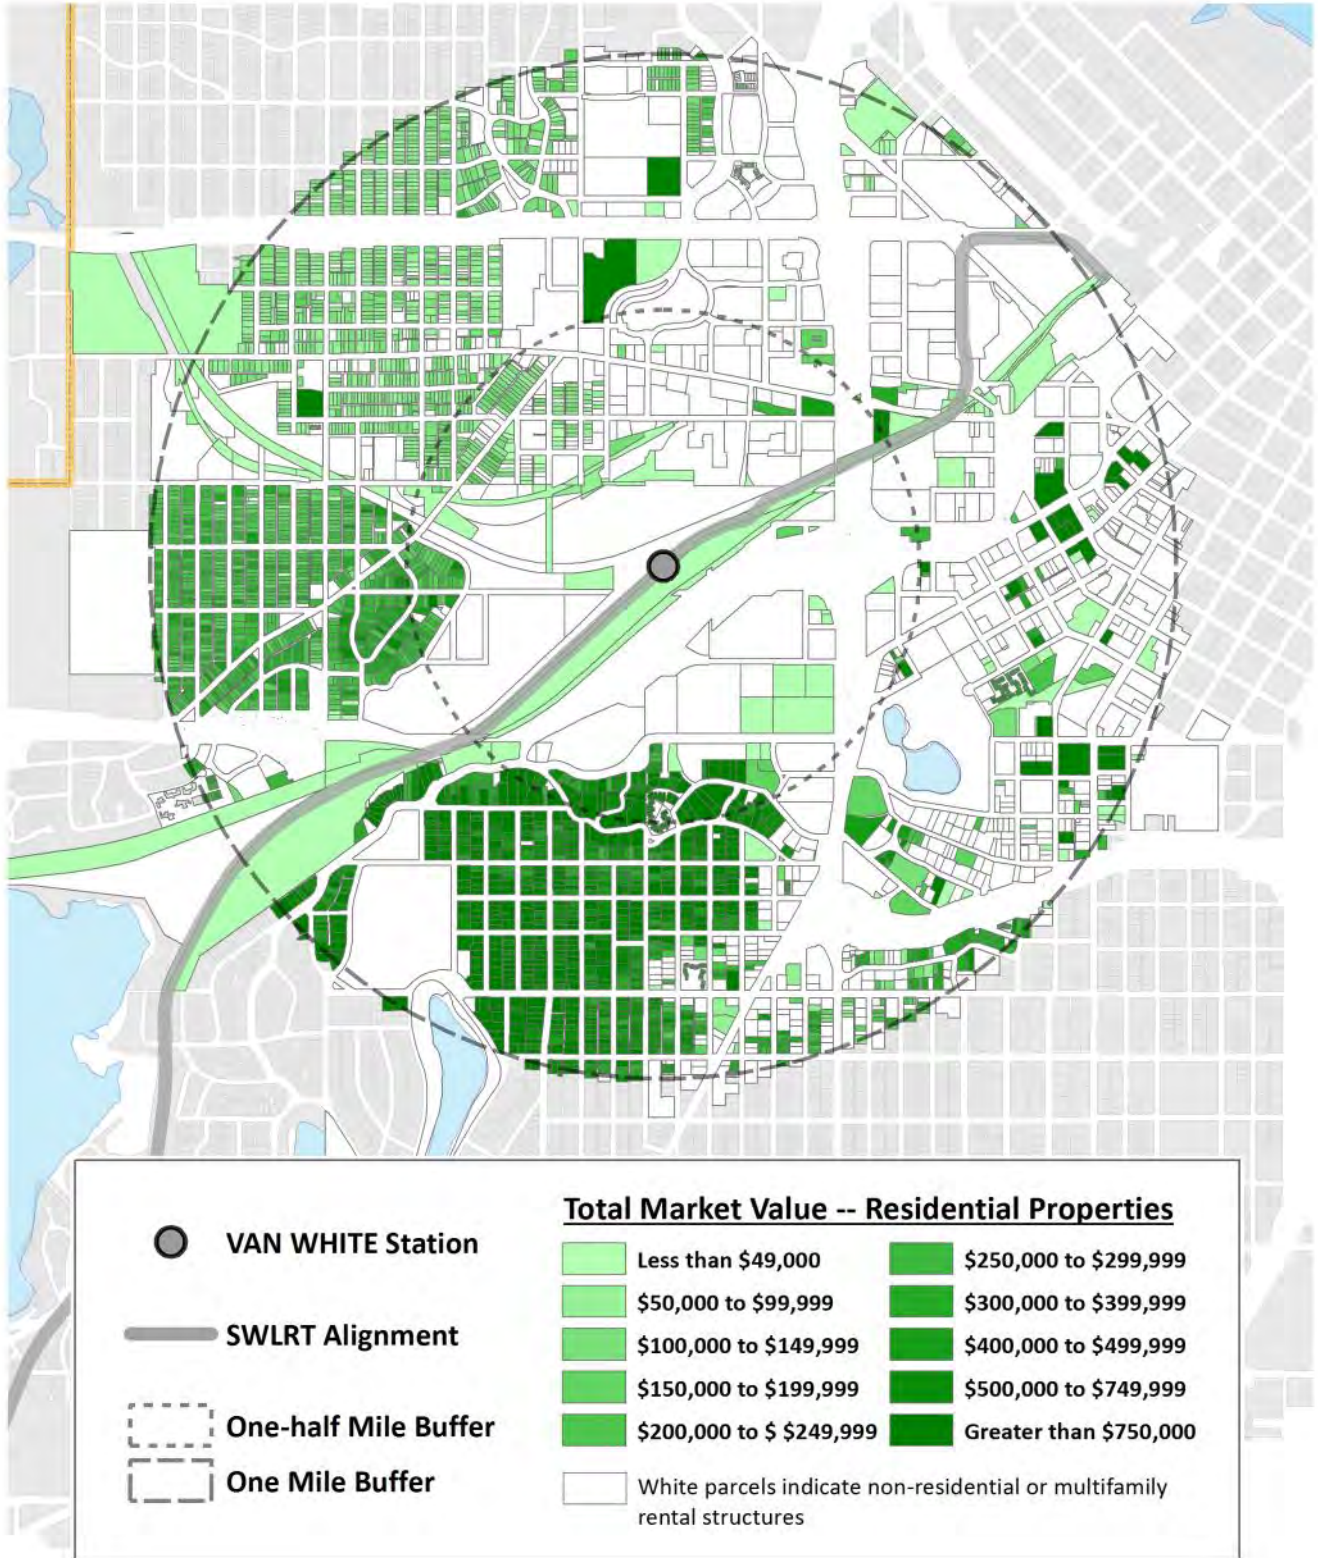 VAN WHITE Station
SWLRT Alignment
One-half Mile Buffer
One Mile Buffer
Total Market Value -- Residential Properties
Less than $49,000
$50,000 to $99,999
$100,000 to $149,999
$150,000 to $199,999
$200,000 to $ $249,999
$250,000 to $299,999
$300,000 to $399,999
$400,000 to $499,999
$500,000 to $749,999
Greater than $750,000
White parcels indicate non-residential or multifamily
rental structures